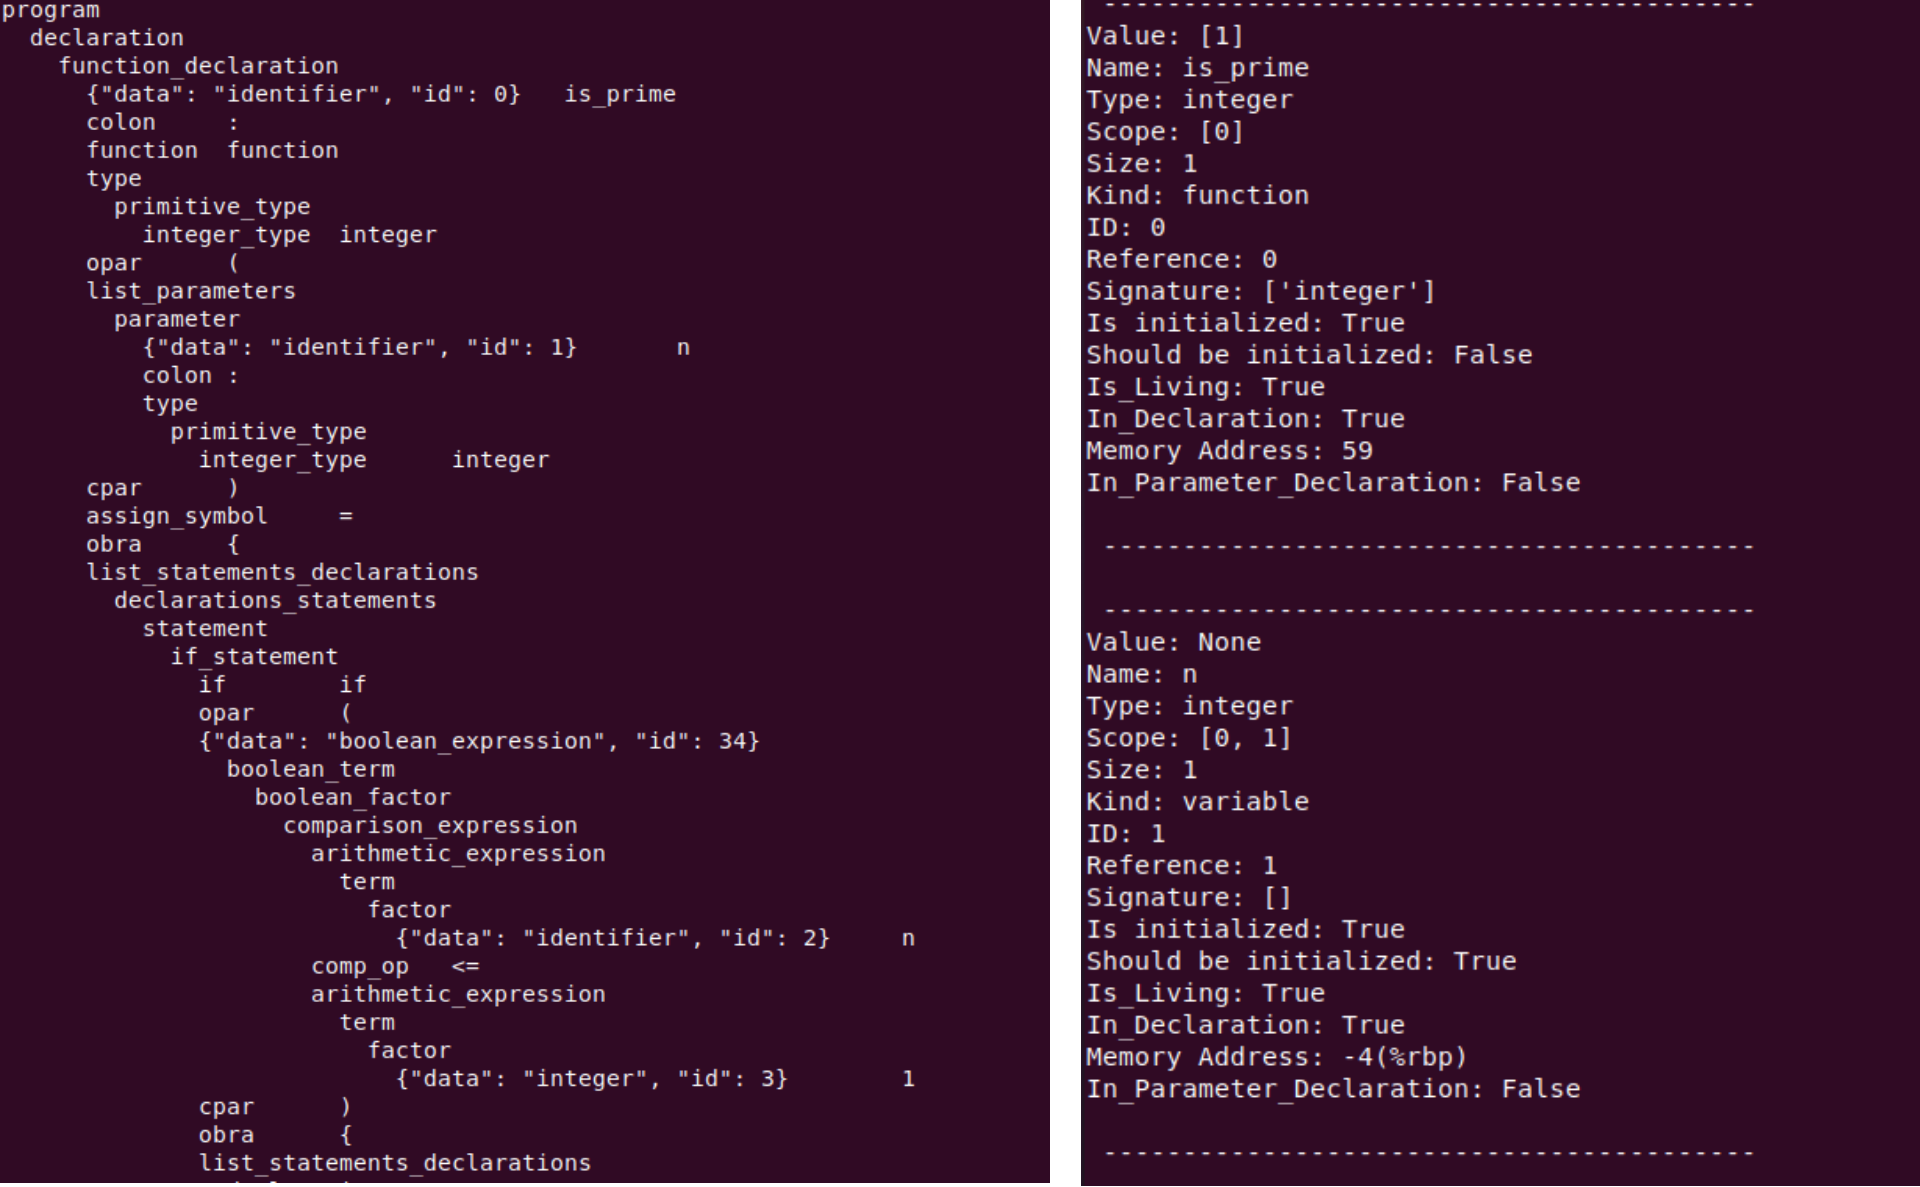 program
  declaration
    function_declaration
      {"data": "identifier", "id": 0}   is_prime
      colon     :
      function  function
      type
        primitive_type
          integer_type  integer
      opar      (
      list_parameters
        parameter
          {"data": "identifier", "id": 1}       n
          colon :
          type
            primitive_type
              integer_type      integer
      cpar      )
      assign_symbol     =
      obra      {
      list_statements_declarations
        declarations_statements
          statement
            if_statement
              if        if
              opar      (
              {"data": "boolean_expression", "id": 34}
                boolean_term
                  boolean_factor
                    comparison_expression
                      arithmetic_expression
                        term
                          factor
                            {"data": "identifier", "id": 2}     n
                      comp_op   <=
                      arithmetic_expression
                        term
                          factor
                            {"data": "integer", "id": 3}        1
              cpar      )
              obra      {
              list_statements_declarations
-----------------------------------------
Value: [1]
Name: is_prime
Type: integer
Scope: [0]
Size: 1
Kind: function
ID: 0
Reference: 0
Signature: ['integer']
Is initialized: True
Should be initialized: False
Is_Living: True
In_Declaration: True
Memory Address: 59
In_Parameter_Declaration: False
-----------------------------------------
-----------------------------------------
Value: None
Name: n
Type: integer
Scope: [0, 1]
Size: 1
Kind: variable
ID: 1
Reference: 1
Signature: []
Is initialized: True
Should be initialized: True
Is_Living: True
In_Declaration: True
Memory Address: -4(%rbp)
In_Parameter_Declaration: False
-----------------------------------------